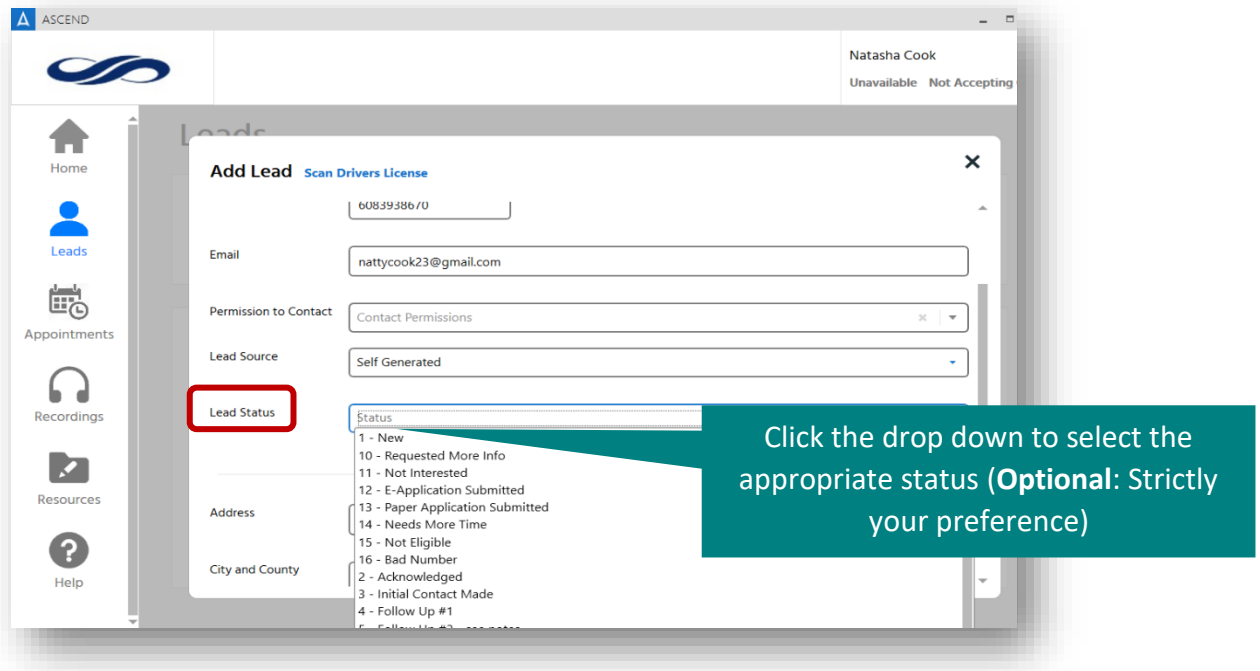 ASCEND
Natasha Cook
Unavailable Not Accepting
Home
Leads
Appointments
Recordings
Resources
Help
Leads
Add Lead Scan Drivers License
6083938670
Email
nattycook23@gmail.com
Permission to Contact
Contact Permissions
Lead Source
Self Generated
Lead Status
Status
1 - New
10 - Requested More Info
11 - Not Interested
12 - E-Application Submitted
13 - Paper Application Submitted
14 - Needs More Time
15 - Not Eligible
16 - Bad Number
2 - Acknowledged
3 - Initial Contact Made
4 - Follow Up #1
Address
City and County
Click the drop down to select the
appropriate status (Optional: Strictly
your preference)